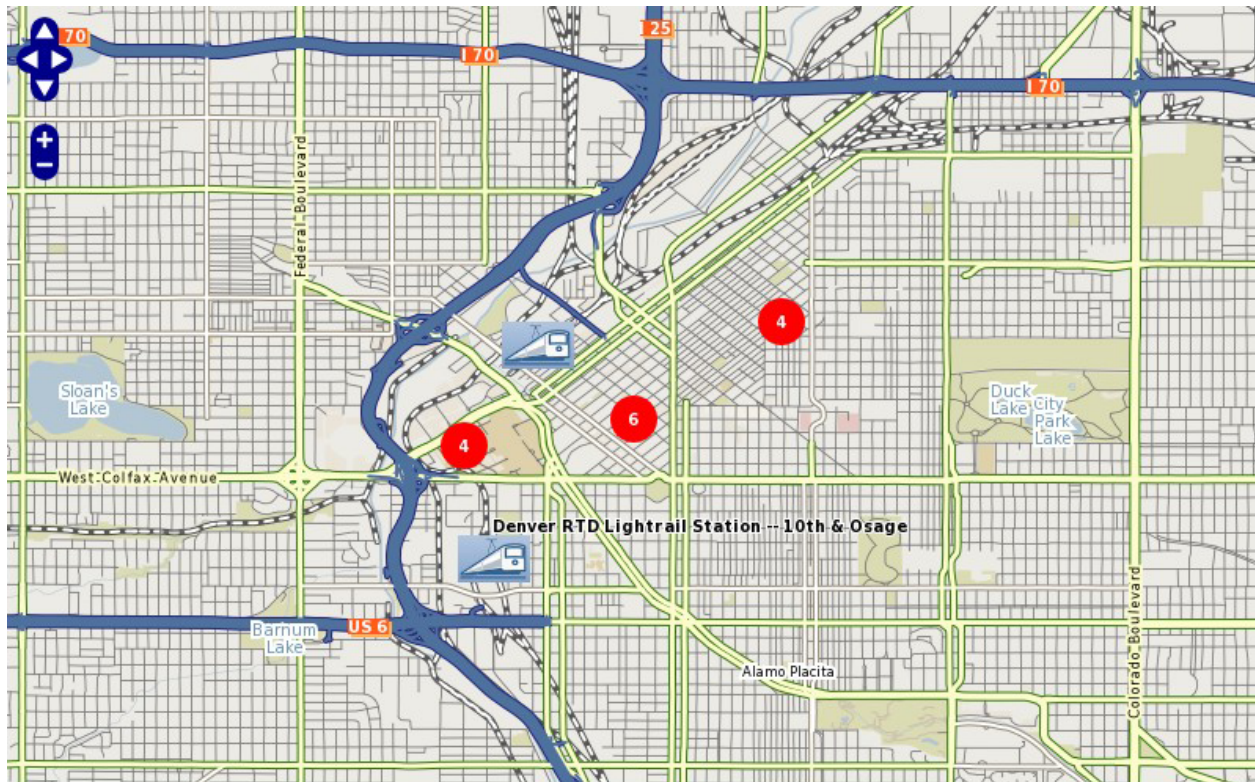 70
I 25
I 70
I 70
+
−
Federal Boulevard
4
Sloan's
Lake
Duck
Lake
City
Park
Lake
6
4
West Colfax Avenue
Denver RTD Lightrail Station -- 10th & Osage
Colorado Boulevard
US 6
Barnum
Lake
Alamo Placita